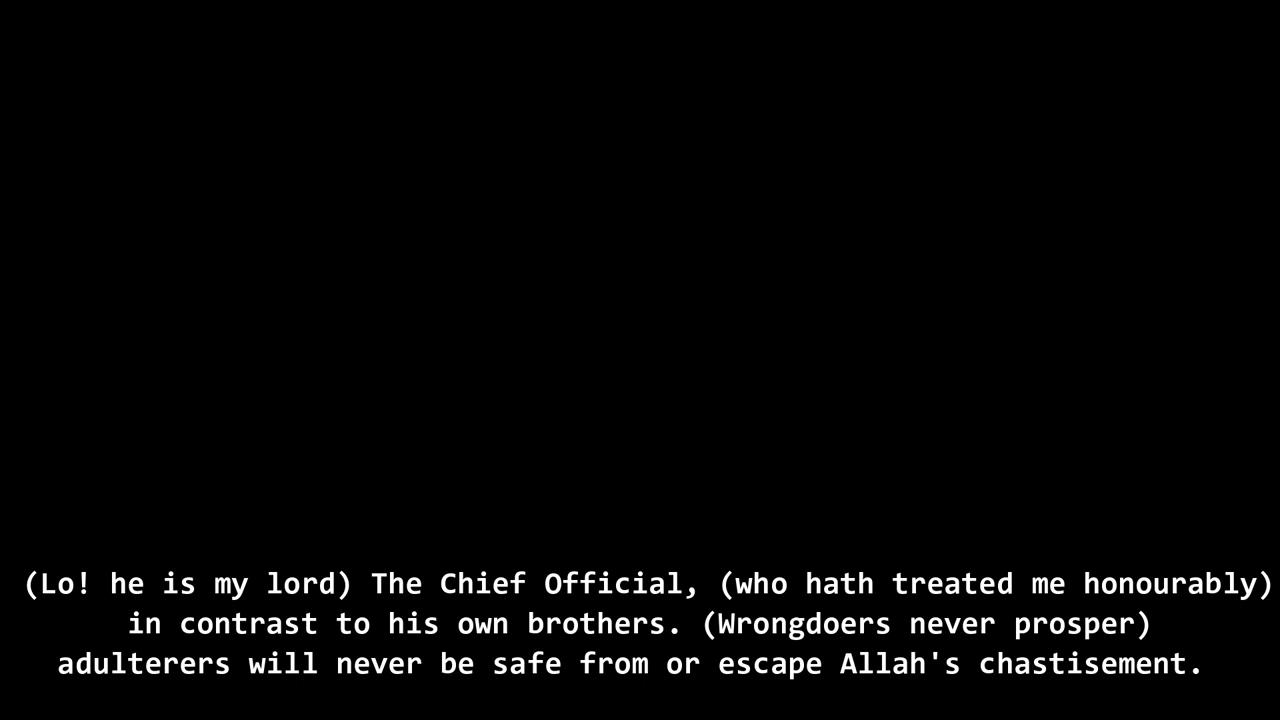 (Lo! he is my lord) The Chief Official, (who hath treated me honourably)
in contrast to his own brothers. (Wrongdoers never prosper)
adulterers will never be safe from or escape Allah's chastisement.